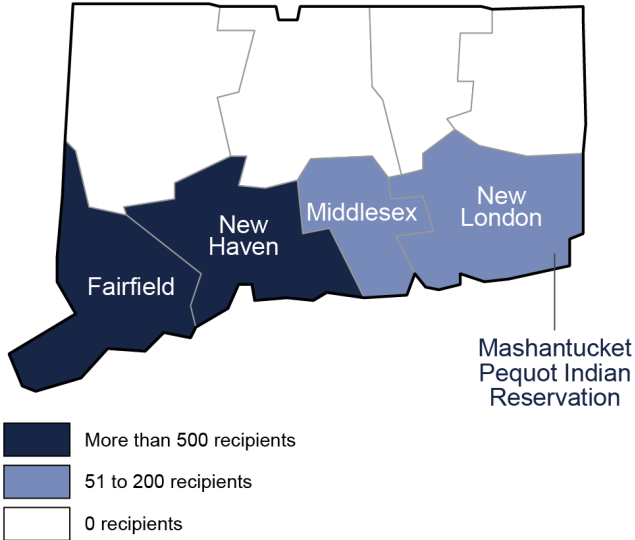 Middlesex
New
London
New
Haven
Fairfield
Mashantucket
Pequot Indian
Reservation
More than 500 recipients
51 to 200 recipients
0 recipients